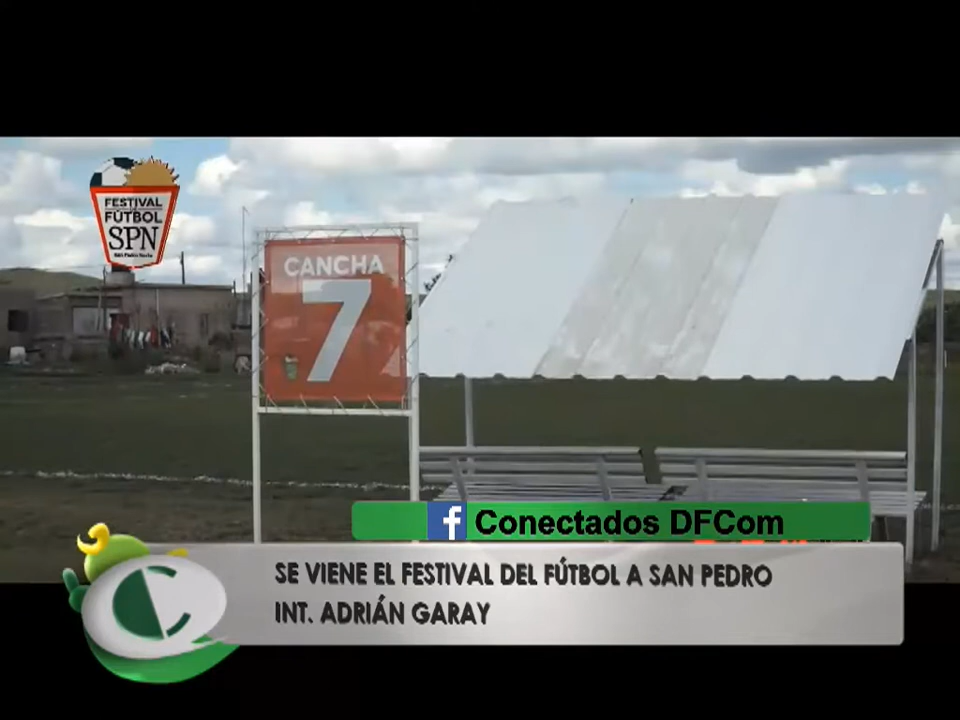 FESTIVAL
FÚTBOL
SPN
CANCHA
7
f Conectados DFCom
SE VIENE EL FESTIVAL DEL FÚTBOL A SAN PEDRO
INT. ADRIÁN GARAY